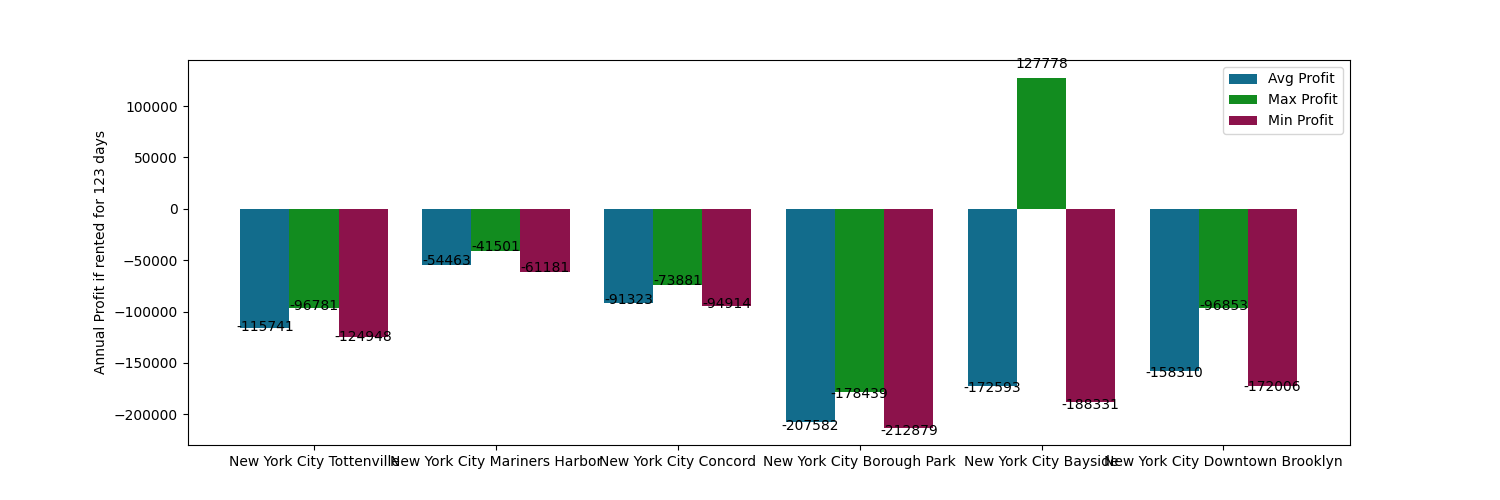 127778
Avg Profit
Max Profit
Min Profit
Annual Profit if rented for 123 days
100000
50000
0
−50000
−100000
−150000
−200000
-115741
-96781
-124948
-54463
-41501
-61181
-91323
-73881
-94914
-207582
-178439
-212879
-172593
-188331
-158310
-96853
-172006
New York City Tottenville
New York City Mariners Harbor
New York City Concord
New York City Borough Park
New York City Bayside
New York City Downtown Brooklyn